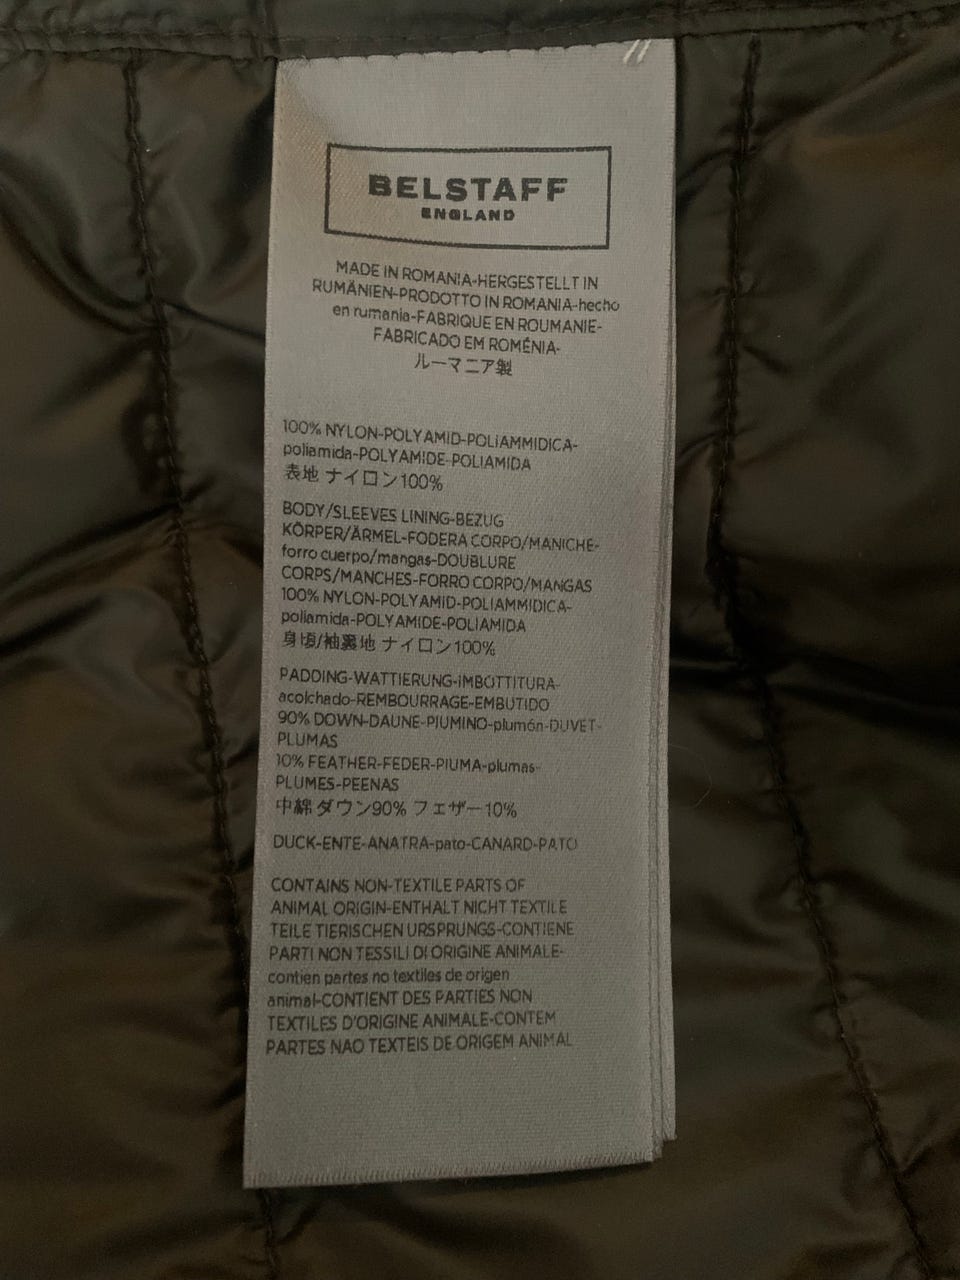 BELSTAFF
ENGLAND
MADE IN ROMANIA-HERGESTELLT IN
RUMÄNIEN-PRODOTTO IN ROMANIA-hecho
en rumania-FABRIQUE EN ROUMANIE-
FABRICADO EM ROMÉNIA-
ルーマニア製
100% NYLON-POLYAMID-POLIAMMIDICA-
poliamida-POLYAMIDE-POLIAMIDA
表地 ナイロン100%
BODY/SLEEVES LINING-BEZUG
KÖRPER/ÄRMEL-FODERA CORPO/MANICHE-
forro cuerpo/mangas-DOUBLURE
CORPS/MANCHES-FORRO CORPO/MANGAS
100% NYLON-POLYAMID-POLIAMMIDICA-
poliamida-POLYAMIDE-POLIAMIDA
身頃/袖裏地 ナイロン100%
PADDING-WATTIERUNG-IMBOTTITURA-
acolchado-REMBOURRAGE-EMBUTIDO
90% DOWN-DAUNE-PIUMINO-plumón-DUVET-
PLUMAS
10% FEATHER-FEDER-PIUMA-plumas-
PLUMES-PEENAS
中綿 ダウン90% フェザー10%
DUCK-ENTE-ANATRA-pato-CANARD-PATO
CONTAINS NON-TEXTILE PARTS OF
ANIMAL ORIGIN-ENTHALT NICHT TEXTILE
TEILE TIERISCHEN URSPRUNGS-CONTIENE
PARTI NON TESSILI DI ORIGINE ANIMALE-
contien partes no textiles de origen
animal-CONTIENT DES PARTIES NON
TEXTILES D'ORIGINE ANIMALE-CONTEM
PARTES NAO TEXTEIS DE ORIGEM ANIMAL